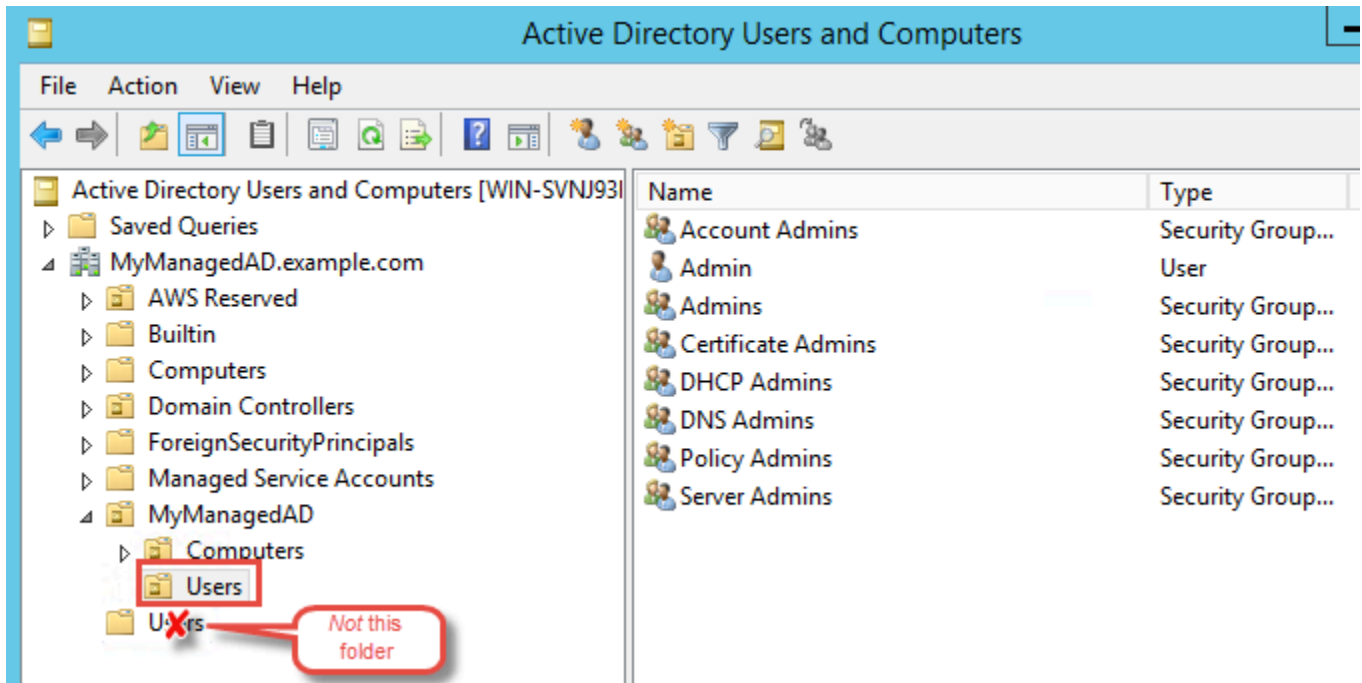 Active Directory Users and Computers
File Action View Help
Active Directory Users and Computers [WIN-SVNJ93I
Saved Queries
MyManagedAD.example.com
AWS Reserved
Builtin
Computers
Domain Controllers
ForeignSecurityPrincipals
Managed Service Accounts
MyManagedAD
Computers
Users
Users
Not this
folder
Name Type
Account Admins Security Group...
Admin User
Admins Security Group...
Certificate Admins Security Group...
DHCP Admins Security Group...
DNS Admins Security Group...
Policy Admins Security Group...
Server Admins Security Group...